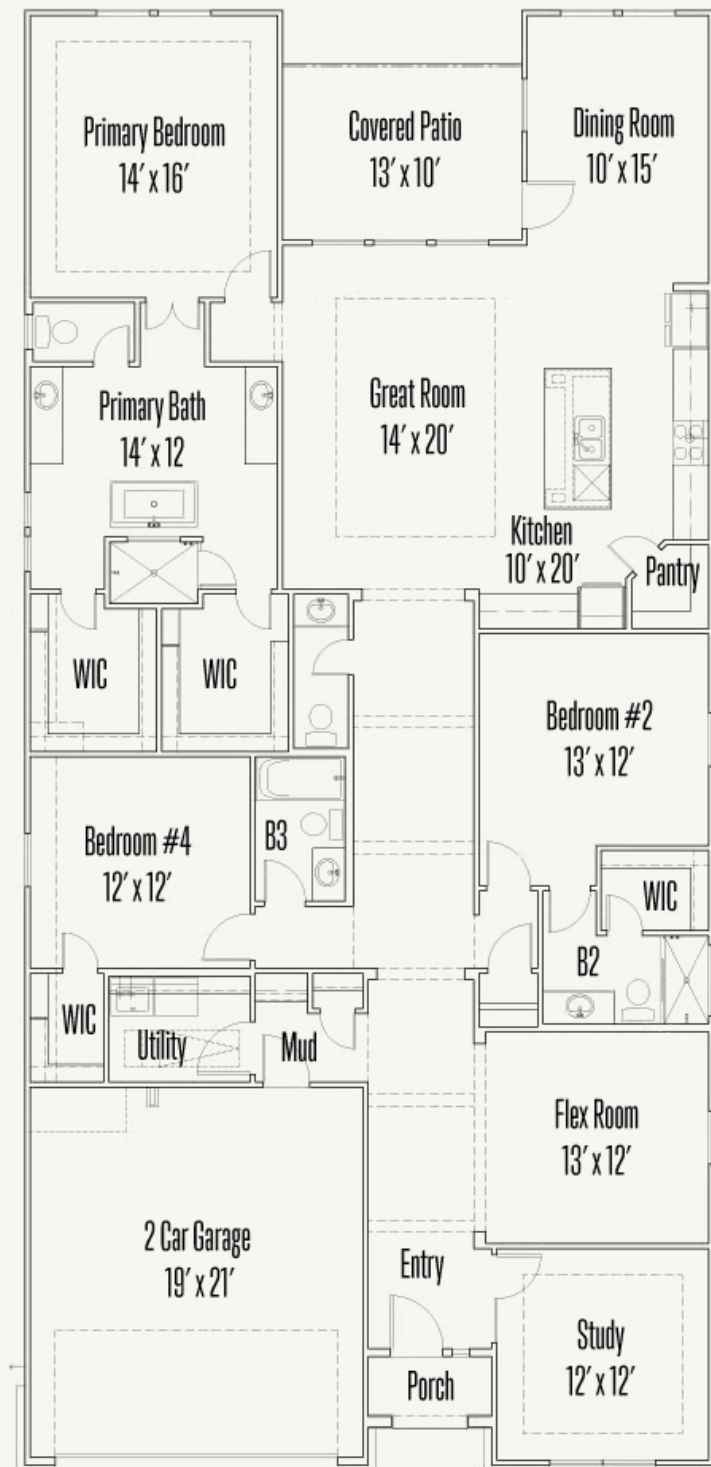 Primary Bedroom
14' x 16'
Covered Patio
13' x 10'
Dining Room
10' x 15'
Primary Bath
14' x 12
Great Room
14' x 20'
Kitchen
10' x 20'
Pantry
WIC
WIC
Bedroom #2
13' x 12'
Bedroom #4
12' x 12'
B3
WIC
B2
WIC
Utility
Mud
Flex Room
13' x 12'
2 Car Garage
19' x 21'
Entry
Study
12' x 12'
Porch